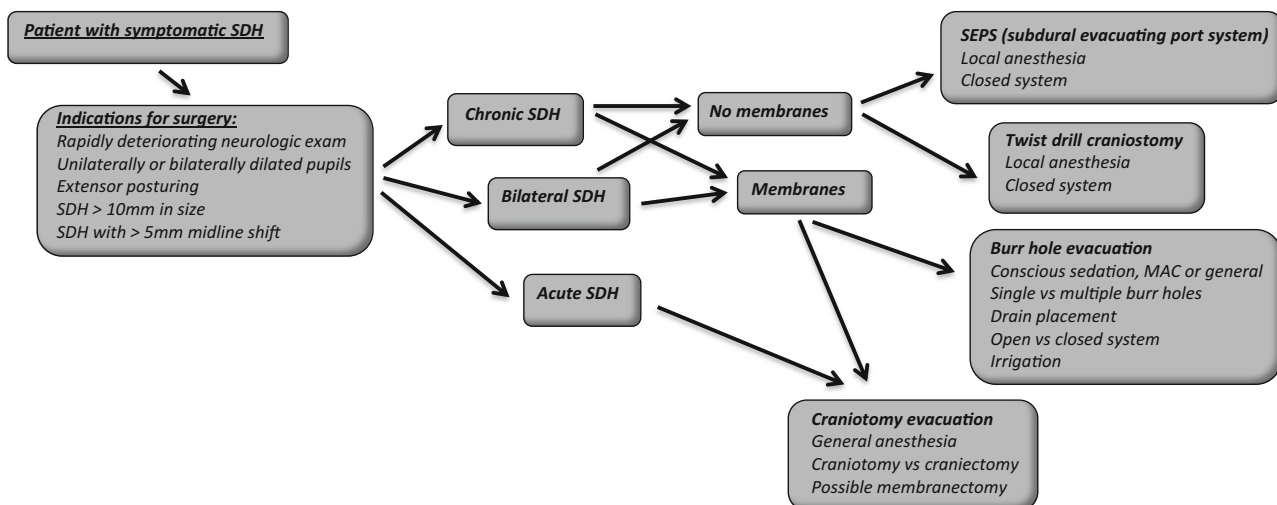 Patient with symptomatic SDH
Indications for surgery:
Rapidly deteriorating neurologic exam
Unilaterally or bilaterally dilated pupils
Extensor posturing
SDH > 10mm in size
SDH with > 5mm midline shift
Chronic SDH
Bilateral SDH
Acute SDH
No membranes
Membranes
SEPS (subdural evacuating port system)
Local anesthesia
Closed system
Twist drill craniostomy
Local anesthesia
Closed system
Burr hole evacuation
Conscious sedation, MAC or general
Single vs multiple burr holes
Drain placement
Open vs closed system
Irrigation
Craniotomy evacuation
General anesthesia
Craniotomy vs craniectomy
Possible membranectomy